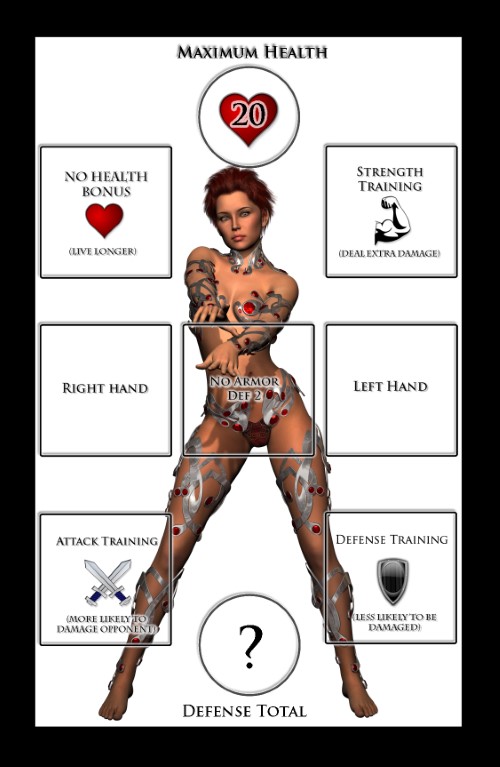 Maximum Health
20
No Health
Bonus
(Live longer)
Strength
Training
(Deal extra damage)
Right hand
No Armor
Def 2
Left Hand
Attack Training
(More likely to
damage opponent)
Defense Training
(Less likely to be
damaged)
?
Defense Total